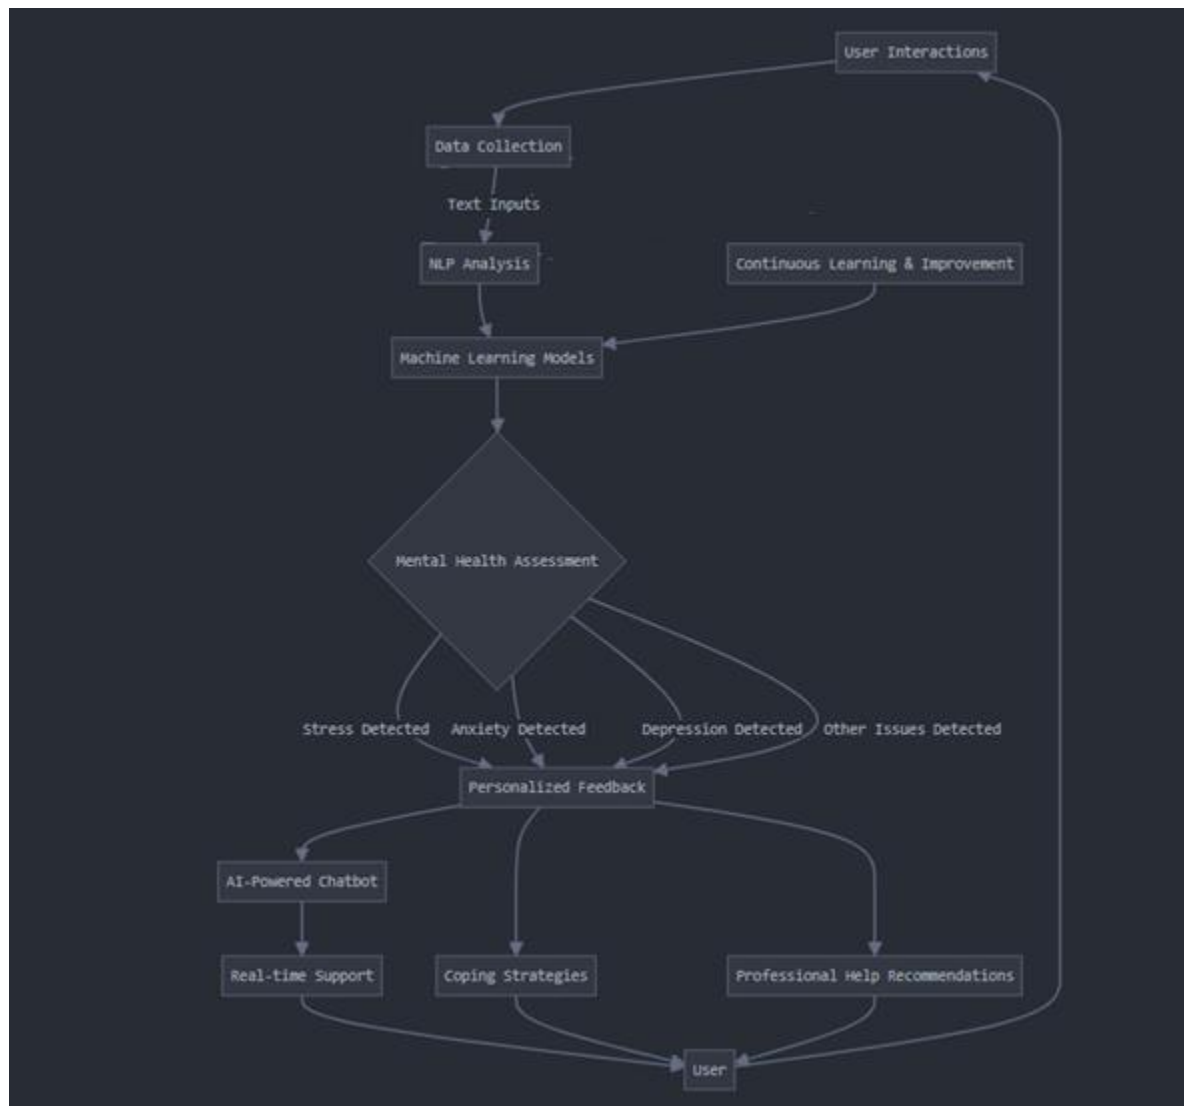 User Interactions
Data Collection
Text Inputs
NLP Analysis
Continuous Learning & Improvement
Machine Learning Models
Mental Health Assessment
Stress Detected
Anxiety Detected
Depression Detected
Other Issues Detected
Personalized Feedback
AI-Powered Chatbot
Real-time Support
Coping Strategies
Professional Help Recommendations
User